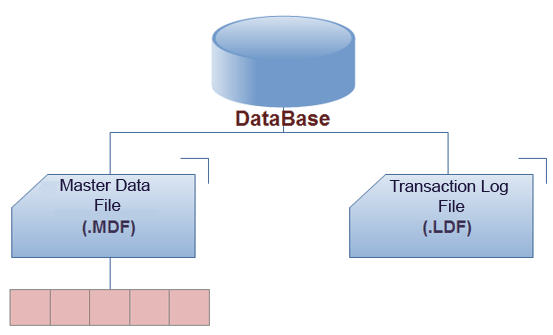 DataBase
Master Data
File
(.MDF)
Transaction Log
File
(.LDF)